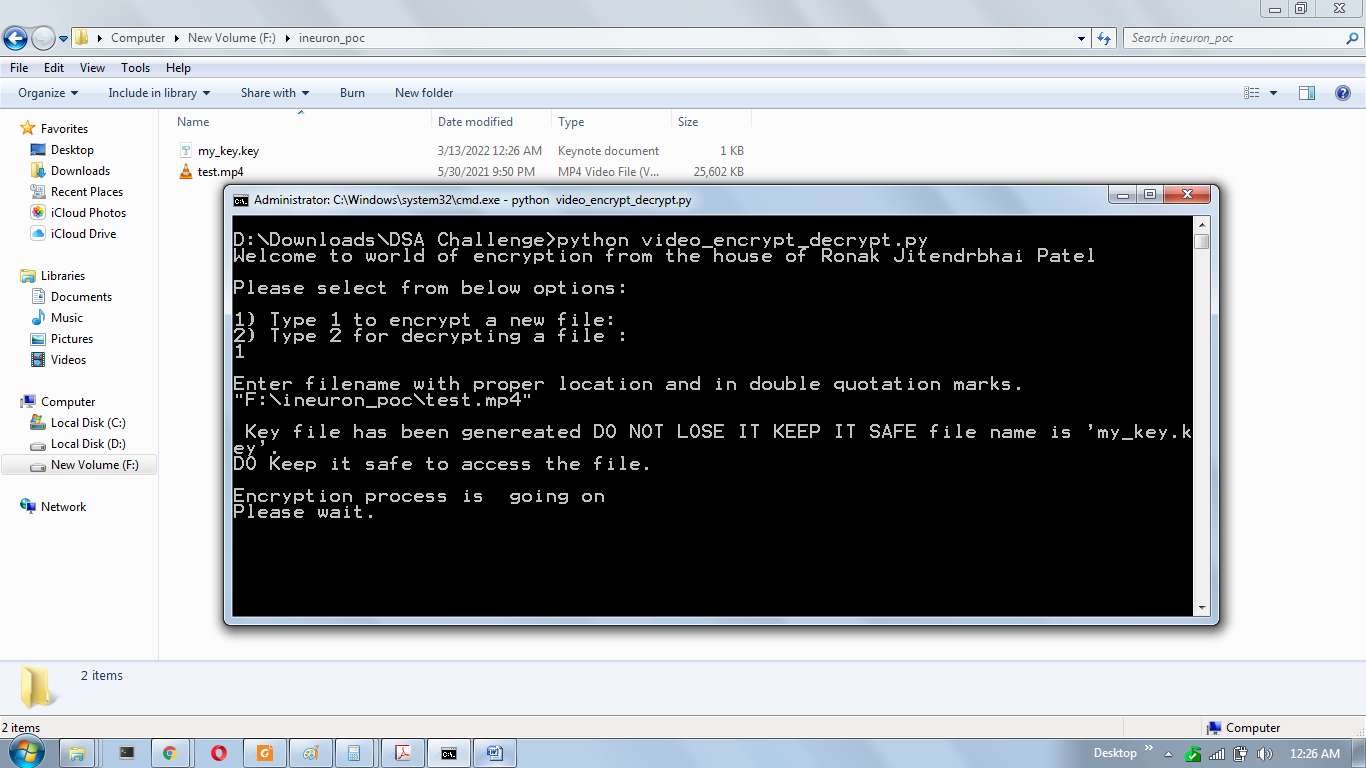 Computer
New Volume (F:)
ineuron_poc
Search ineuron_poc
File Edit View Tools Help
Organize Include in library Share with Burn New folder
Name Date modified Type Size
my_key.key 3/13/2022 12:26 AM Keynote document 1 KB
test.mp4 5/30/2021 9:50 PM MP4 Video File (V... 25,602 KB
Favorites
Desktop
Downloads
Recent Places
iCloud Photos
iCloud Drive
Libraries
Documents
Music
Pictures
Videos
Computer
Local Disk (C:)
Local Disk (D:)
New Volume (F:)
Network
Administrator: C:\Windows\system32\cmd.exe - python video_encrypt_decrypt.py
D:\Downloads\DSA Challenge>python video_encrypt_decrypt.py
Welcome to world of encryption from the house of Ronak Jitendrbhai Patel
Please select from below options:
1) Type 1 to encrypt a new file:
2) Type 2 for decrypting a file :
1
Enter filename with proper location and in double quotation marks.
"F:\ineuron_poc\test.mp4"
Key file has been genereated DO NOT LOSE IT KEEP IT SAFE file name is 'my_key.k
ey'.
DO Keep it safe to access the file.
Encryption process is  going on
Please wait.
2 items
2 items
Computer
Desktop
12:26 AM